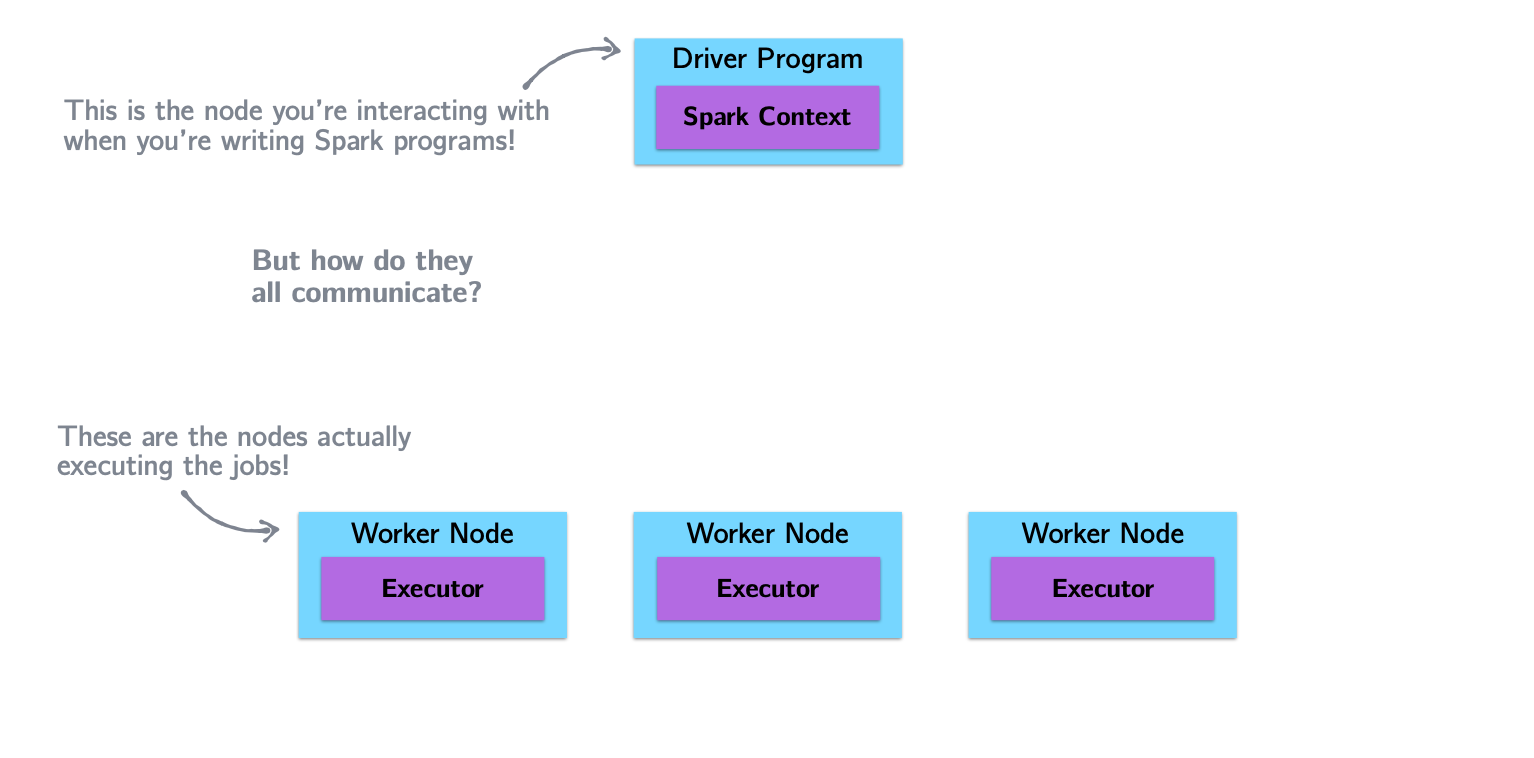 Driver Program
Spark Context
This is the node you're interacting with
when you're writing Spark programs!
But how do they
all communicate?
These are the nodes actually
executing the jobs!
Worker Node
Executor
Worker Node
Executor
Worker Node
Executor